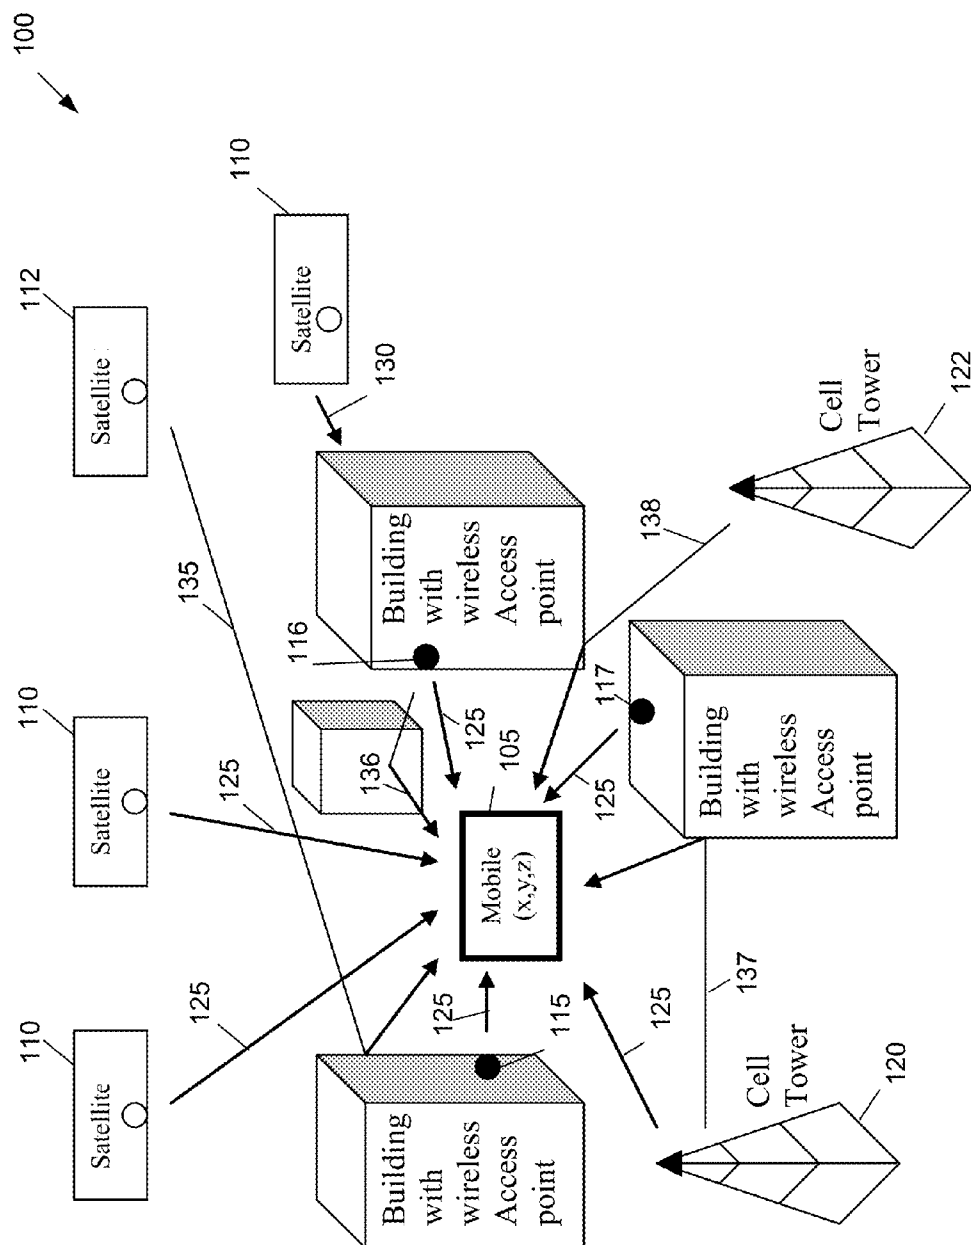 100
110
Satellite
110
Satellite
112
Satellite
110
Satellite
125
125
135
130
136
116
125
105
Mobile
(x,y,z)
125
115
125
117
138
125
137
Building
with
wireless
Access
point
Building
with
wireless
Access
point
Building
with
wireless
Access
point
Cell
Tower
120
Cell
Tower
122